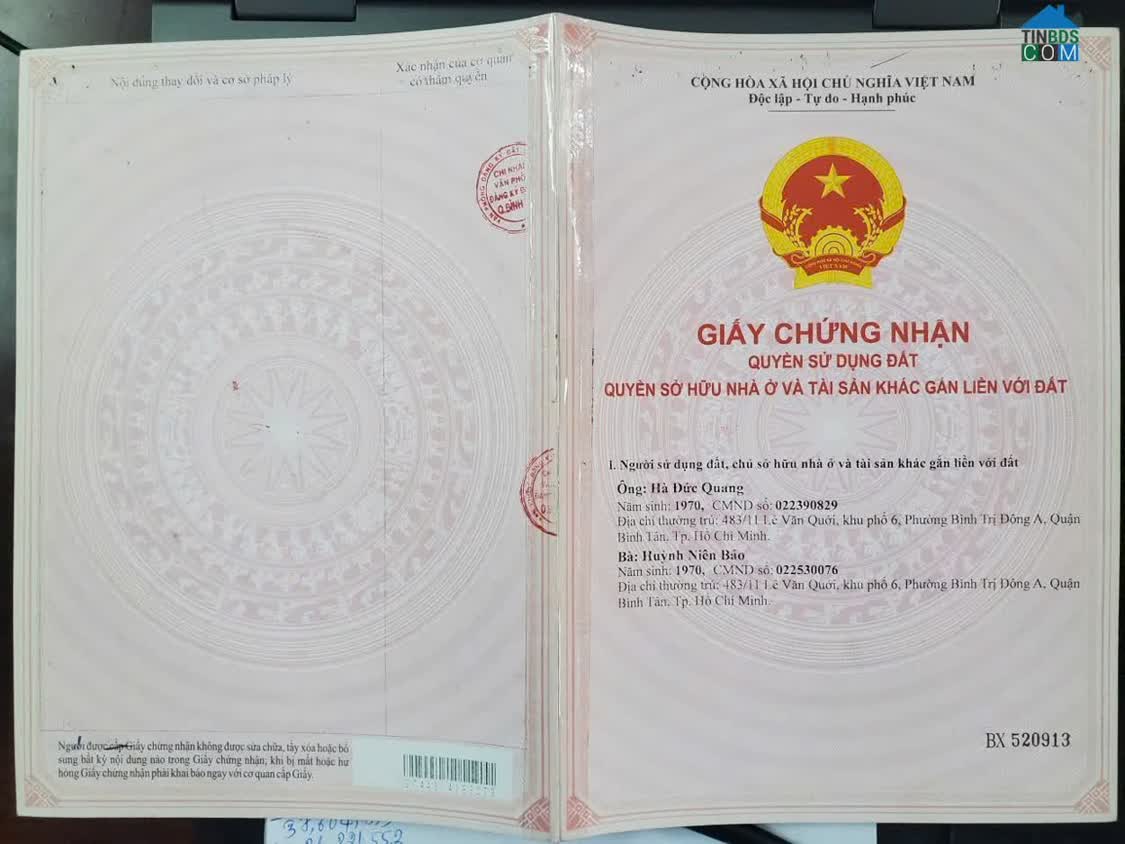 TINBDS
COM
Nội dung thay đổi và cơ sở pháp lý
Xác nhận của cơ quan
có thẩm quyền
CHI NHÁ
VĂN PHÒ
ĐĂNG KÝ Đ
Q.BÌNH
Người được cấp Giấy chứng nhận không được sửa chữa, tẩy xóa hoặc bổ
sung bất kỳ nội dung nào trong Giấy chứng nhận; khi bị mất hoặc hư
hỏng Giấy chứng nhận phải khai báo ngay với cơ quan cấp Giấy.
CỘNG HÒA XÃ HỘI CHỦ NGHĨA VIỆT NAM
Độc lập - Tự do - Hạnh phúc
VIỆT NAM
GIẤY CHỨNG NHẬN
QUYỀN SỬ DỤNG ĐẤT
QUYỀN SỞ HỮU NHÀ Ở VÀ TÀI SẢN KHÁC GẮN LIỀN VỚI ĐẤT
I. Người sử dụng đất, chủ sở hữu nhà ở và tài sản khác gắn liền với đất
Ông: Hà Đức Quang
Năm sinh: 1970, CMND số: 022390829
Địa chỉ thường trú: 483/11 Lê Văn Quới, khu phố 6, Phường Bình Trị Đông A, Quận
Bình Tân, Tp. Hồ Chí Minh.
Bà: Huỳnh Niên Bảo
Năm sinh: 1970, CMND số: 022530076
Địa chỉ thường trú: 483/11 Lê Văn Quới, khu phố 6, Phường Bình Trị Đông A, Quận
Bình Tân, Tp. Hồ Chí Minh.
BX 520913